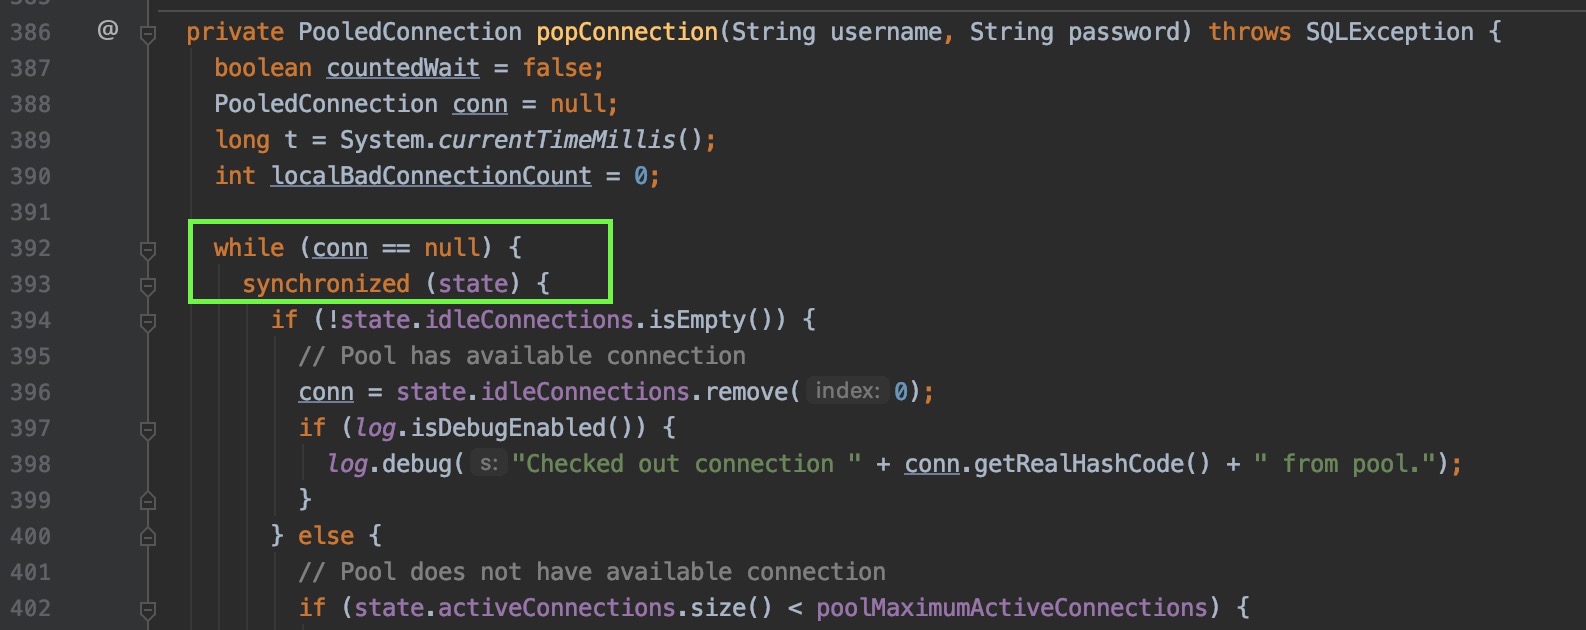 386 @ private PooledConnection popConnection(String username, String password) throws SQLException {
387 boolean countedWait = false;
388 PooledConnection conn = null;
389 long t = System.currentTimeMillis();
390 int localBadConnectionCount = 0;
391
392 while (conn == null) {
393 synchronized (state) {
394 if (!state.idleConnections.isEmpty()) {
395 // Pool has available connection
396 conn = state.idleConnections.remove( index: 0);
397 if (log.isDebugEnabled()) {
398 log.debug( s: "Checked out connection " + conn.getRealHashCode() + " from pool.");
399 }
400 } else {
401 // Pool does not have available connection
402 if (state.activeConnections.size() < poolMaximumActiveConnections) {